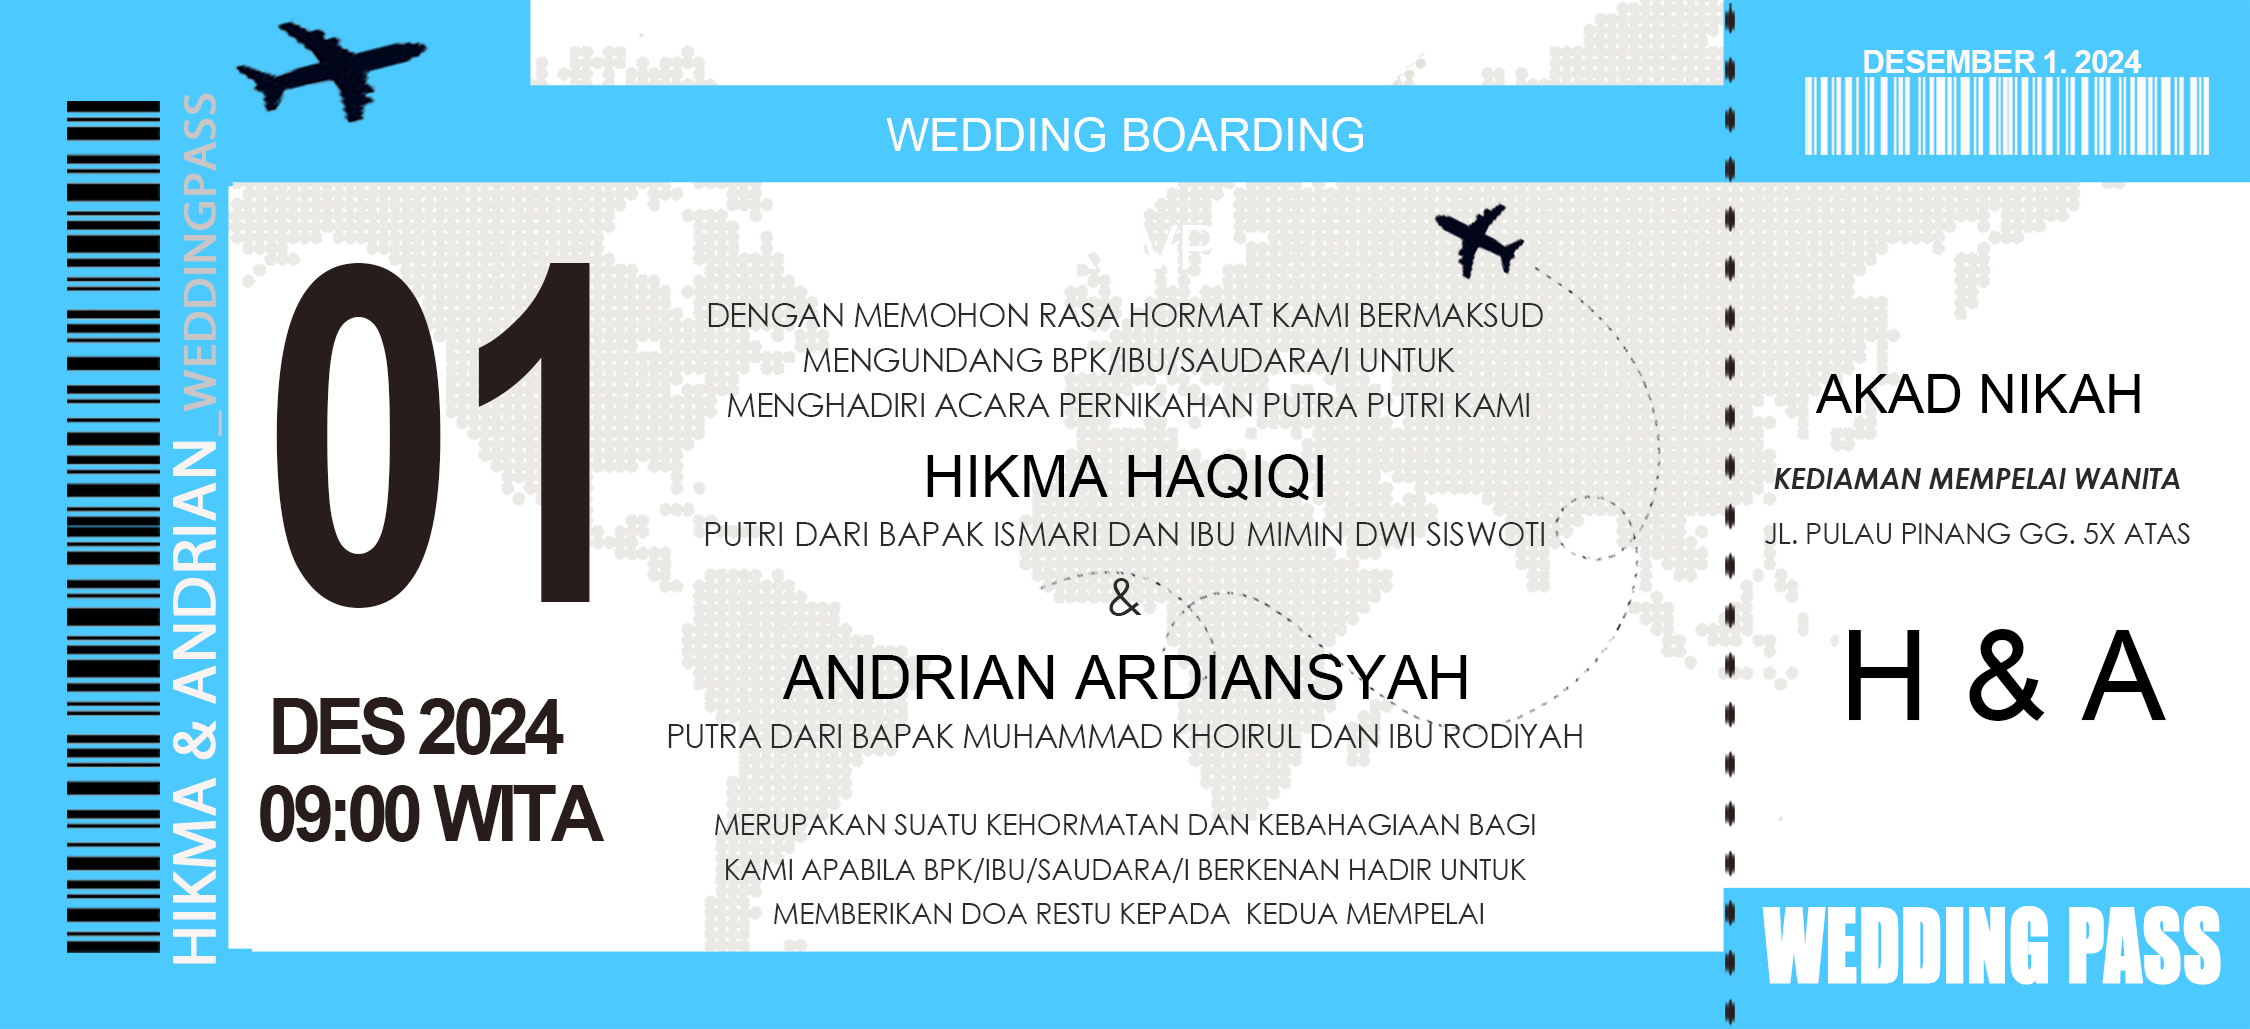 HIKMA & ANDRIAN_WEDDINGPASS
WEDDING BOARDING
01
DES 2024
09:00 WITA
VP
DENGAN MEMOHON RASA HORMAT KAMI BERMAKSUD
MENGUNDANG BPK/IBU/SAUDARA/I UNTUK
MENGHADIRI ACARA PERNIKAHAN PUTRA PUTRI KAMI
HIKMA HAQIQI
PUTRI DARI BAPAK ISMARI DAN IBU MIMIN DWI SISWOTI
&
ANDRIAN ARDIANSYAH
PUTRA DARI BAPAK MUHAMMAD KHOIRUL DAN IBU RODIYAH
MERUPAKAN SUATU KEHORMATAN DAN KEBAHAGIAAN BAGI
KAMI APABILA BPK/IBU/SAUDARA/I BERKENAN HADIR UNTUK
MEMBERIKAN DOA RESTU KEPADA KEDUA MEMPELAI
DESEMBER 1. 2024
AKAD NIKAH
KEDIAMAN MEMPELAI WANITA
JL. PULAU PINANG GG. 5X ATAS
H & A
WEDDING PASS